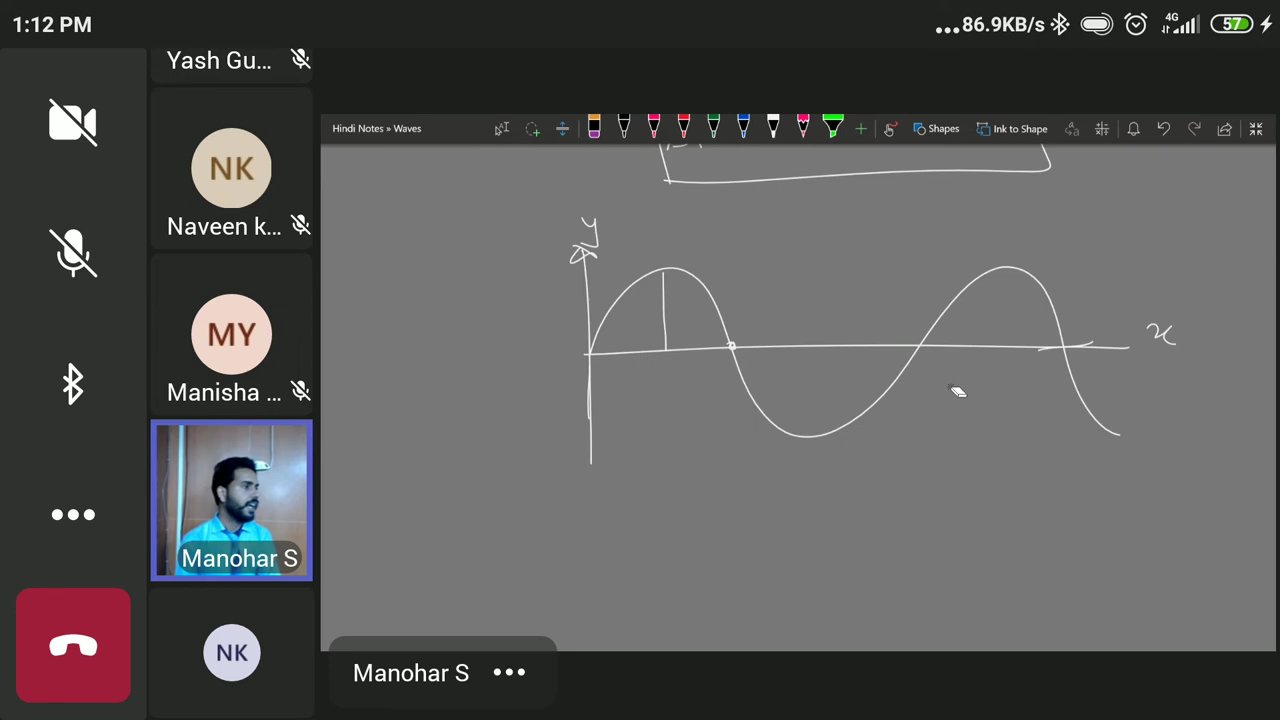 1:12 PM
...86.9KB/s 4G 57
Yash Gu...
NK
Naveen k...
MY
Manisha ...
Manohar S
NK
Hindi Notes » Waves
Shapes
Ink to Shape
y
x
Manohar S